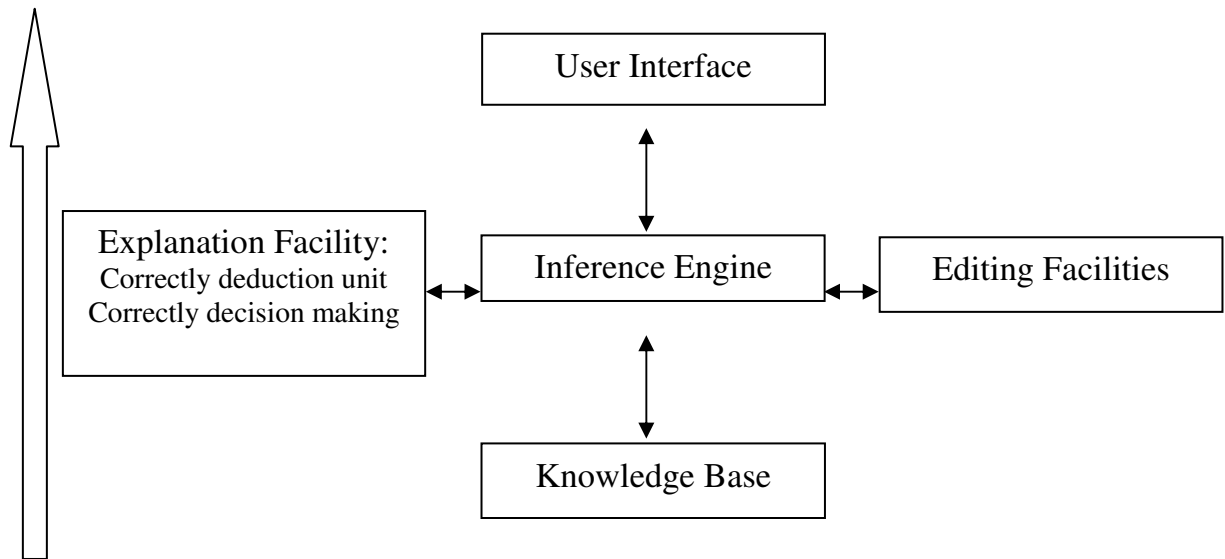 User Interface
Explanation Facility:
Correctly deduction unit
Correctly decision making
Inference Engine
Editing Facilities
Knowledge Base